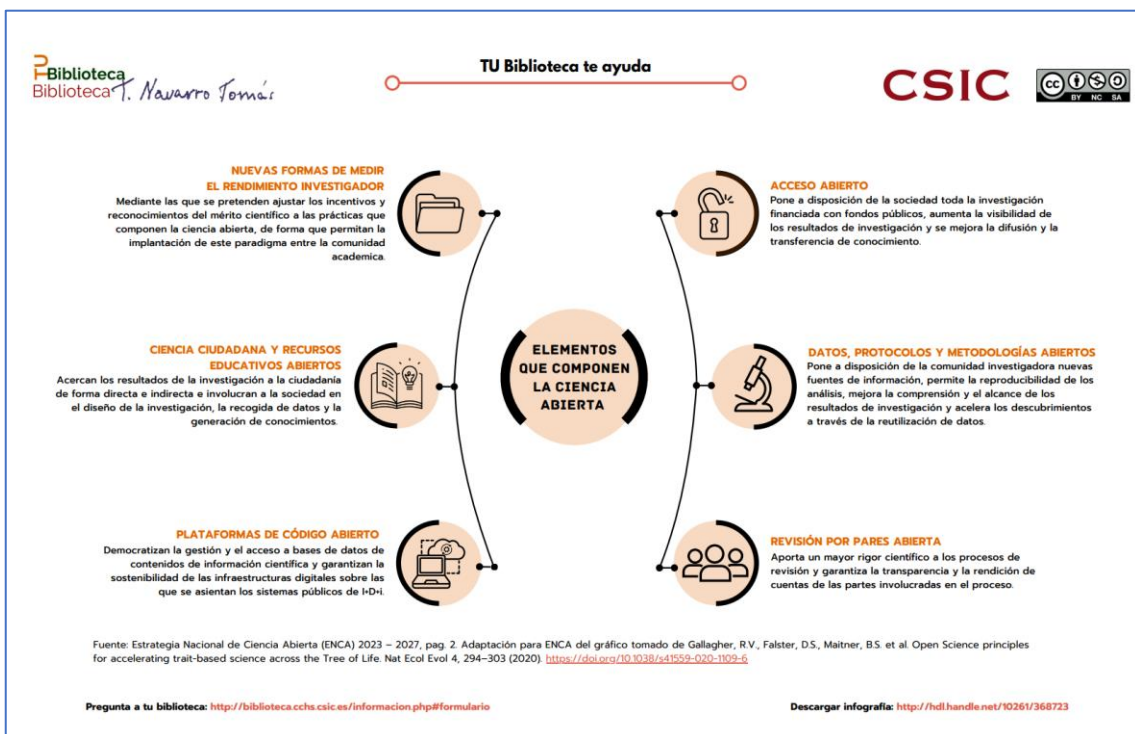 TU
Biblioteca
Biblioteca T. Navarro Tomás
TU Biblioteca te ayuda
CSIC
cc BY NC SA
NUEVAS FORMAS DE MEDIR
EL RENDIMIENTO INVESTIGADOR
Mediante las que se pretenden ajustar los incentivos y
reconocimientos del mérito científico a las prácticas que
componen la ciencia abierta, de forma que permitan la
implantación de este paradigma entre la comunidad
academica.
ACCESO ABIERTO
Pone a disposición de la sociedad toda la investigación
financiada con fondos públicos, aumenta la visibilidad de
los resultados de investigación y se mejora la difusión y la
transferencia de conocimiento.
CIENCIA CIUDADANA Y RECURSOS
EDUCATIVOS ABIERTOS
Acercan los resultados de la investigación a la ciudadanía
de forma directa e indirecta e involucran a la sociedad en
el diseño de la investigación, la recogida de datos y la
generación de conocimientos.
ELEMENTOS
QUE COMPONEN
LA CIENCIA
ABIERTA
DATOS, PROTOCOLOS Y METODOLOGÍAS ABIERTOS
Pone a disposición de la comunidad investigadora nuevas
fuentes de información, permite la reproducibilidad de los
análisis, mejora la comprensión y el alcance de los
resultados de investigación y acelera los descubrimientos
a través de la reutilización de datos.
PLATAFORMAS DE CÓDIGO ABIERTO
Democratizan la gestión y el acceso a bases de datos de
contenidos de información científica y garantizan la
sostenibilidad de las infraestructuras digitales sobre las
que se asientan los sistemas públicos de I+D+i.
REVISIÓN POR PARES ABIERTA
Aporta un mayor rigor científico a los procesos de
revisión y garantiza la transparencia y la rendición de
cuentas de las partes involucradas en el proceso.
Fuente: Estrategia Nacional de Ciencia Abierta (ENCA) 2023 – 2027, pag. 2. Adaptación para ENCA del gráfico tomado de Gallagher, R.V., Falster, D.S., Maitner, B.S. et al. Open Science principles
for accelerating trait-based science across the Tree of Life. Nat Ecol Evol 4, 294–303 (2020). https://doi.org/10.1038/s41559-020-1109-6
Pregunta a tu biblioteca: http://biblioteca.cchs.csic.es/informacion.php#formulario
Descargar infografía: http://hdl.handle.net/10261/368723